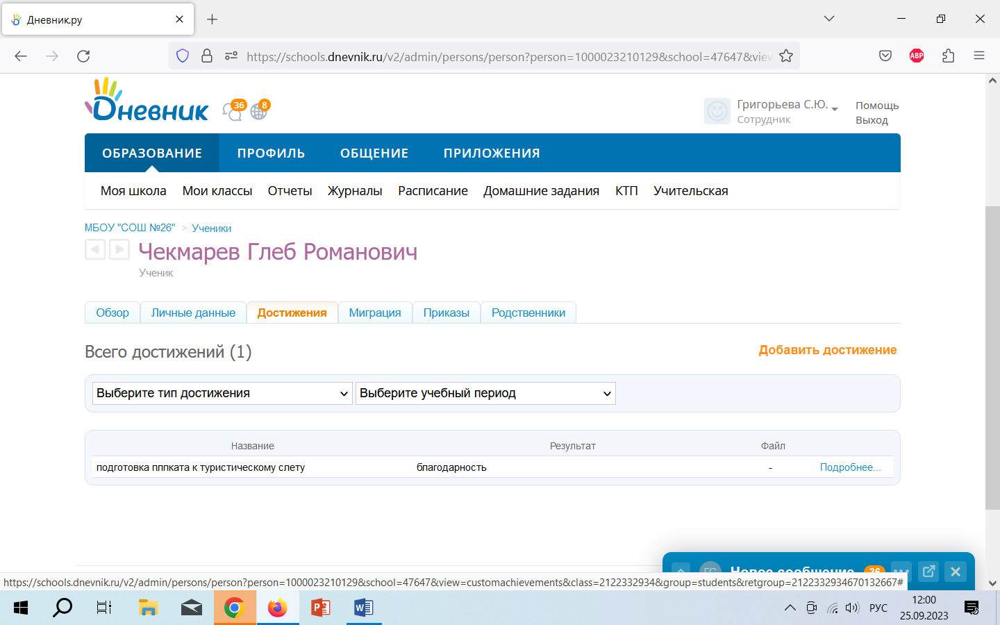 Дневник.ру
https://schools.dnevnik.ru/v2/admin/persons/person?person=1000023210129&school=47647&view
ABP
Dневник
36
8
Григорьева С.Ю.
Сотрудник
Помощь
Выход
ОБРАЗОВАНИЕ ПРОФИЛЬ ОБЩЕНИЕ ПРИЛОЖЕНИЯ
Моя школа Мои классы Отчеты Журналы Расписание Домашние задания КТП Учительская
МБОУ "СОШ №26" > Ученики
Чекмарев Глеб Романович
Ученик
Обзор Личные данные Достижения Миграция Приказы Родственники
Всего достижений (1)
Добавить достижение
Выберите тип достижения Выберите учебный период
Название Результат Файл
подготовка пллката к туристическому слету благодарность - Подробнее...
Новое сообщение 36
https://schools.dnevnik.ru/v2/admin/persons/person?person=1000023210129&school=47647&view=customachievements&class=2122332934&group=students&retgroup=2122332934670132667#
РУС
12:00
25.09.2023